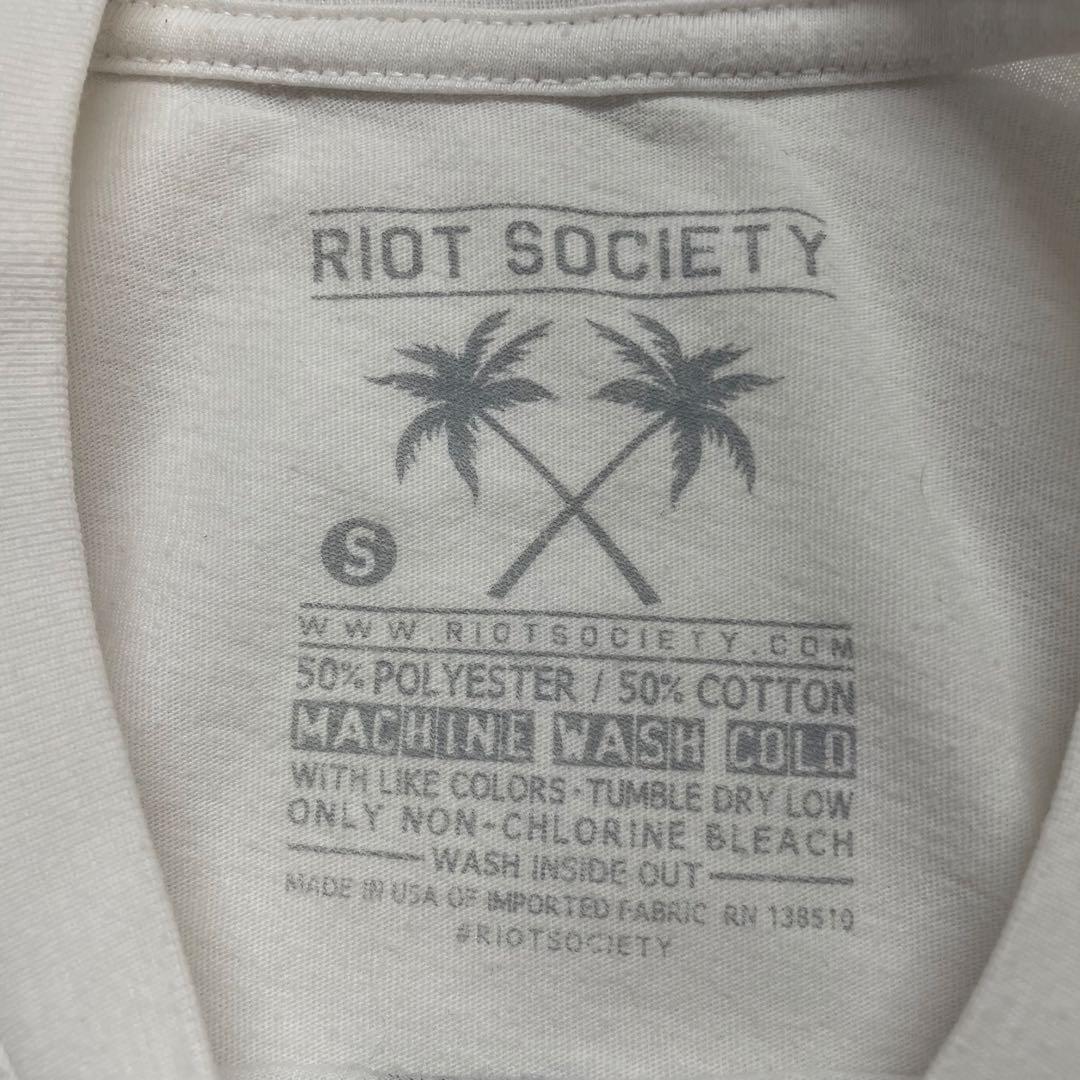 RIOT SOCIETY
S
WWW.RIOTSOCIETY.COM
50% POLYESTER / 50% COTTON
MACHINE WASH COLD
WITH LIKE COLORS · TUMBLE DRY LOW
ONLY NON-CHLORINE BLEACH
WASH INSIDE OUT
MADE IN USA OF IMPORTED FABRIC RN 138510
#RIOTSOCIETY